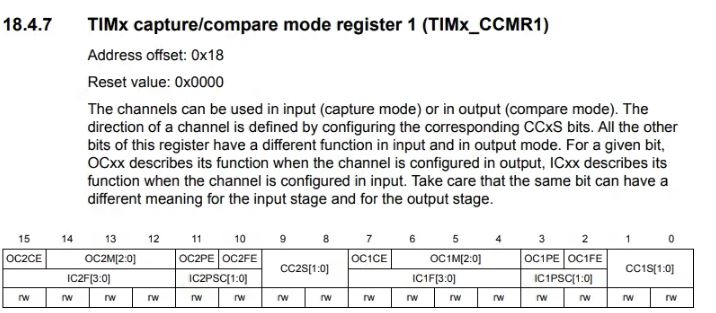 18.4.7 TIMx capture/compare mode register 1 (TIMx_CCMR1)
Address offset: 0x18
Reset value: 0x0000
The channels can be used in input (capture mode) or in output (compare mode). The
direction of a channel is defined by configuring the corresponding CCxS bits. All the other
bits of this register have a different function in input and in output mode. For a given bit,
OCxx describes its function when the channel is configured in output, ICxx describes its
function when the channel is configured in input. Take care that the same bit can have a
different meaning for the input stage and for the output stage.
15 14 13 12 11 10 9 8 7 6 5 4 3 2 1 0
OC2CE OC2M[2:0] OC2PE OC2FE CC2S[1:0] OC1CE OC1M[2:0] OC1PE OC1FE CC1S[1:0]
IC2F[3:0] IC2PSC[1:0] IC1F[3:0] IC1PSC[1:0]
rw rw rw rw rw rw rw rw rw rw rw rw rw rw rw rw